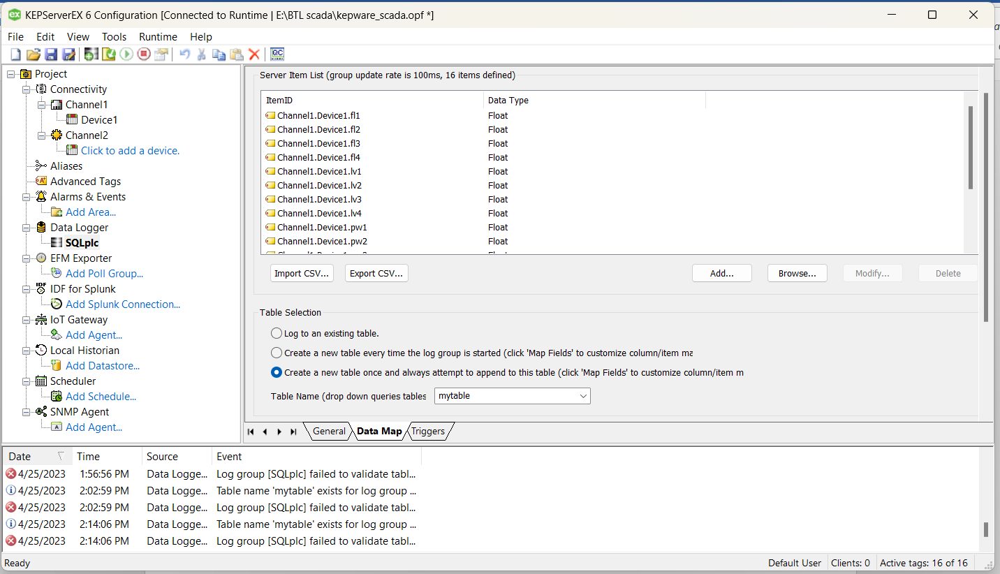 KEPServerEX 6 Configuration [Connected to Runtime | E:\BTL scada\kepware_scada.opf *]
File Edit View Tools Runtime Help
Project
Connectivity
Channel1
Device1
Channel2
Click to add a device.
Aliases
Advanced Tags
Alarms & Events
Add Area...
Data Logger
SQLplc
EFM Exporter
Add Poll Group...
IDF for Splunk
Add Splunk Connection...
IoT Gateway
Add Agent...
Local Historian
Add Datastore...
Scheduler
Add Schedule...
SNMP Agent
Add Agent...
Server Item List (group update rate is 100ms, 16 items defined)
ItemID Data Type
Channel1.Device1.fl1 Float
Channel1.Device1.fl2 Float
Channel1.Device1.fl3 Float
Channel1.Device1.fl4 Float
Channel1.Device1.lv1 Float
Channel1.Device1.lv2 Float
Channel1.Device1.lv3 Float
Channel1.Device1.lv4 Float
Channel1.Device1.pw1 Float
Channel1.Device1.pw2 Float
Import CSV... Export CSV... Add... Browse... Modify... Delete
Table Selection
Log to an existing table.
Create a new table every time the log group is started (click 'Map Fields' to customize column/item ma
Create a new table once and always attempt to append to this table (click 'Map Fields' to customize column/item m
Table Name (drop down queries tables mytable
General Data Map Triggers
Date Time Source Event
4/25/2023 1:56:56 PM Data Logge... Log group [SQLplc] failed to validate tabl...
4/25/2023 2:02:59 PM Data Logge... Table name 'mytable' exists for log group ...
4/25/2023 2:02:59 PM Data Logge... Log group [SQLplc] failed to validate tabl...
4/25/2023 2:14:06 PM Data Logge... Table name 'mytable' exists for log group ...
4/25/2023 2:14:06 PM Data Logge... Log group [SQLplc] failed to validate tabl...
Ready Default User Clients: 0 Active tags: 16 of 16